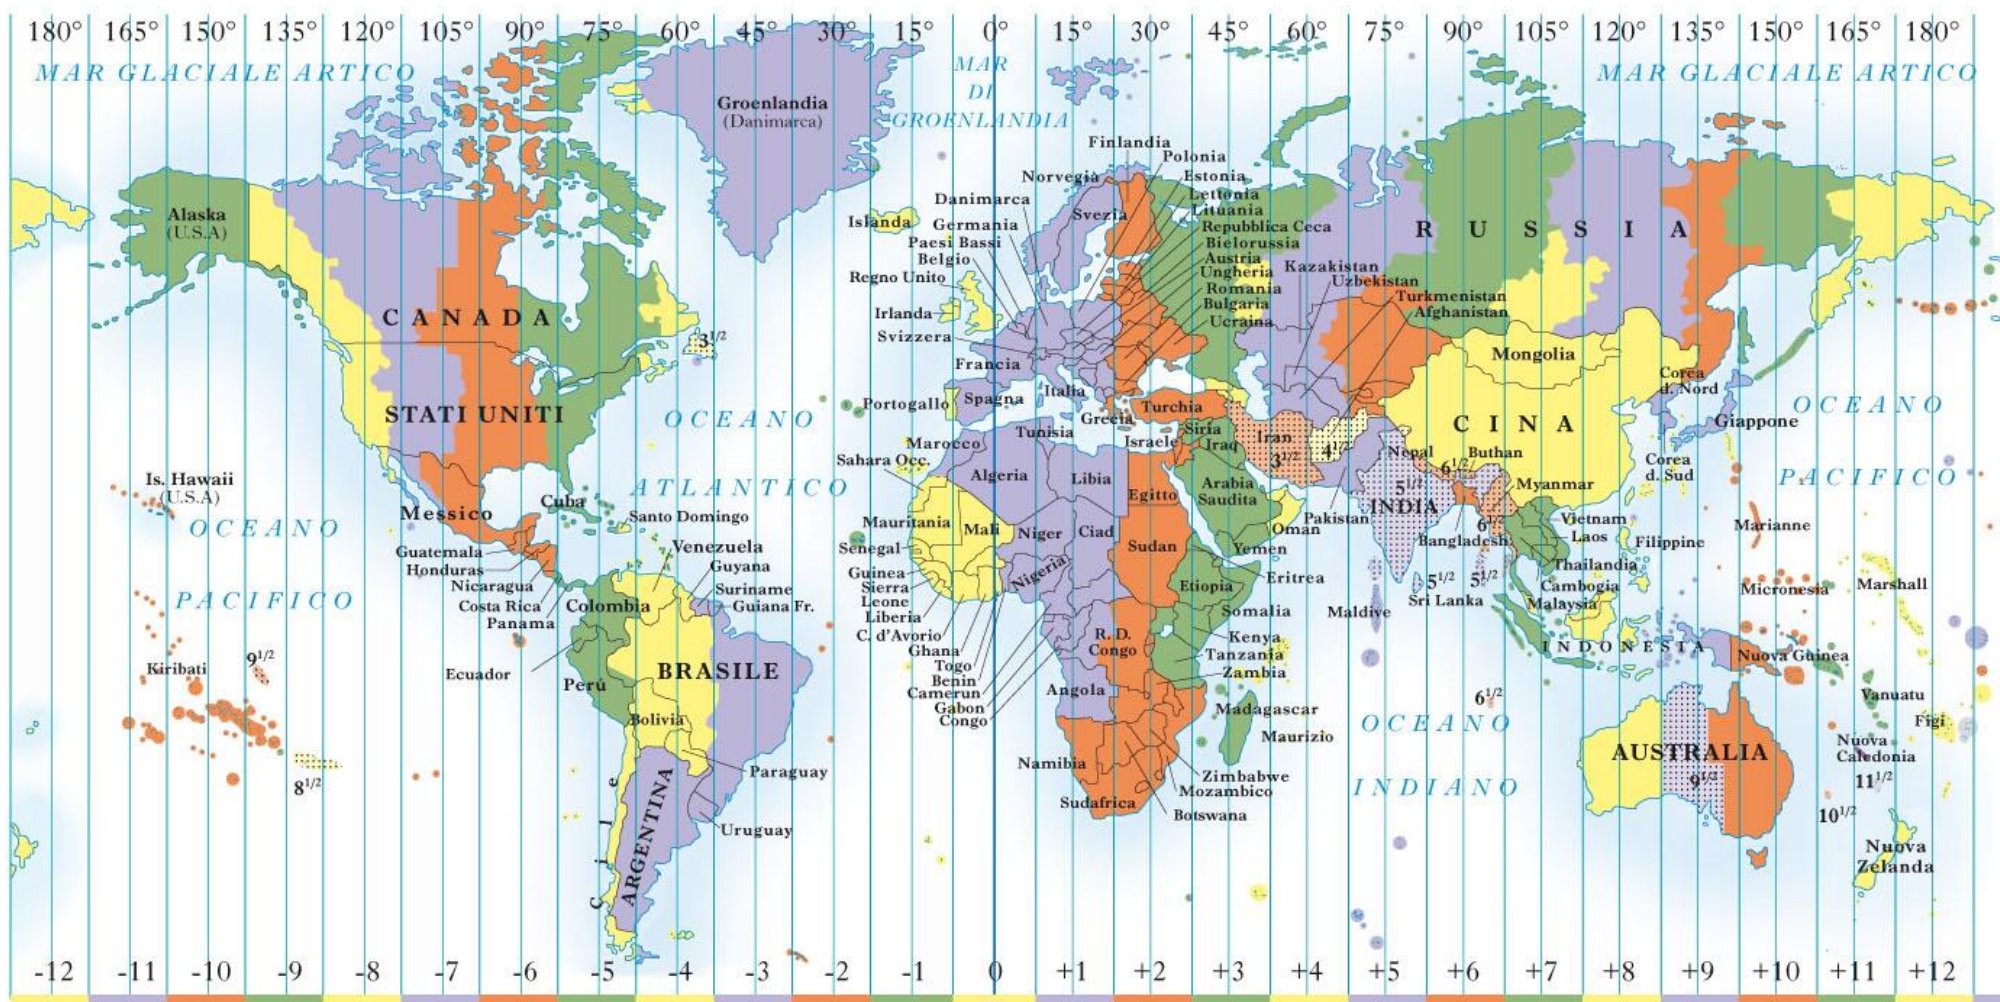 180° 165° 150° 135° 120° 105° 90° 75° 60° 45° 30° 15° 0° 15° 30° 45° 60° 75° 90° 105° 120° 135° 150° 165° 180°
MAR GLACIALE ARTICO
MAR
DI
GROENLANDIA
MAR GLACIALE ARTICO
Groenlandia
(Danimarca)
Alaska
(U.S.A)
CANADA
3 1/2
STATI UNITI
Is. Hawaii
(U.S.A)
OCEANO
PACIFICO
OCEANO
ATLANTICO
Messico
Cuba
Santo Domingo
Guatemala
Honduras
Nicaragua
Costa Rica
Panama
Venezuela
Guyana
Suriname
Guiana Fr.
Colombia
Ecuador
Perú
BRASILE
Bolivia
Paraguay
Uruguay
Cile
ARGENTINA
Kiribati
9 1/2
8 1/2
Finlandia
Polonia
Norvegia
Estonia
Lettonia
Lituania
Danimarca
Svezia
Islanda
Germania
Repubblica Ceca
Paesi Bassi
Bielorussia
Belgio
Austria
Regno Unito
Ungheria
Romania
Irlanda
Bulgaria
Svizzera
Ucraina
Francia
Portogallo
Spagna
Italia
Grecia
Turchia
Marocco
Tunisia
Israele
Siria
Iraq
Sahara Occ.
Algeria
Libia
Egitto
Arabia
Saudita
Mauritania
Mali
Niger
Ciad
Sudan
Oman
Yemen
Senegal
Guinea
Sierra
Leone
Liberia
C. d'Avorio
Ghana
Togo
Benin
Camerun
Gabon
Congo
Nigeria
Etiopia
Eritrea
Somalia
Kenya
Tanzania
Zambia
R. D.
Congo
Angola
Madagascar
Maurizio
Namibia
Zimbabwe
Mozambico
Botswana
Sudafrica
RUSSIA
Kazakistan
Uzbekistan
Turkmenistan
Afghanistan
Iran
3 1/2
4 1/2
Pakistan
Nepal
6 1/2
Buthan
5 1/2
INDIA
Myanmar
6 1/2
Bangladesh
5 1/2
5 1/2
Sri Lanka
Maldive
Mongolia
CINA
Corea
d. Nord
Giappone
Corea
d. Sud
Vietnam
Laos
Filippine
Thailandia
Cambogia
Malaysia
INDONESIA
OCEANO
PACIFICO
Marianne
Micronesia
Marshall
Nuova Guinea
Vanuatu
Figi
6 1/2
OCEANO
INDIANO
AUSTRALIA
9 1/2
Nuova
Caledonia
11 1/2
10 1/2
Nuova
Zelanda
-12 -11 -10 -9 -8 -7 -6 -5 -4 -3 -2 -1 0 +1 +2 +3 +4 +5 +6 +7 +8 +9 +10 +11 +12